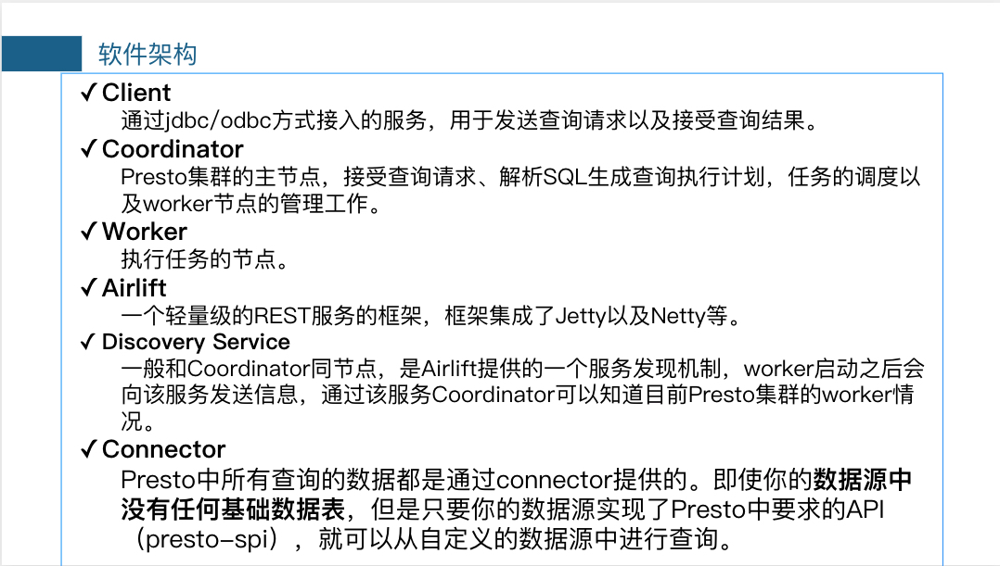 软件架构
✓Client
通过jdbc/odbc方式接入的服务，用于发送查询请求以及接受查询结果。
✓Coordinator
Presto集群的主节点，接受查询请求、解析SQL生成查询执行计划，任务的调度以
及worker节点的管理工作。
✓Worker
执行任务的节点。
✓Airlift
一个轻量级的REST服务的框架，框架集成了Jetty以及Netty等。
✓Discovery Service
一般和Coordinator同节点，是Airlift提供的一个服务发现机制，worker启动之后会
向该服务发送信息，通过该服务Coordinator可以知道目前Presto集群的worker情
况。
✓Connector
Presto中所有查询的数据都是通过connector提供的。即使你的数据源中
没有任何基础数据表，但是只要你的数据源实现了Presto中要求的API
（presto-spi），就可以从自定义的数据源中进行查询。